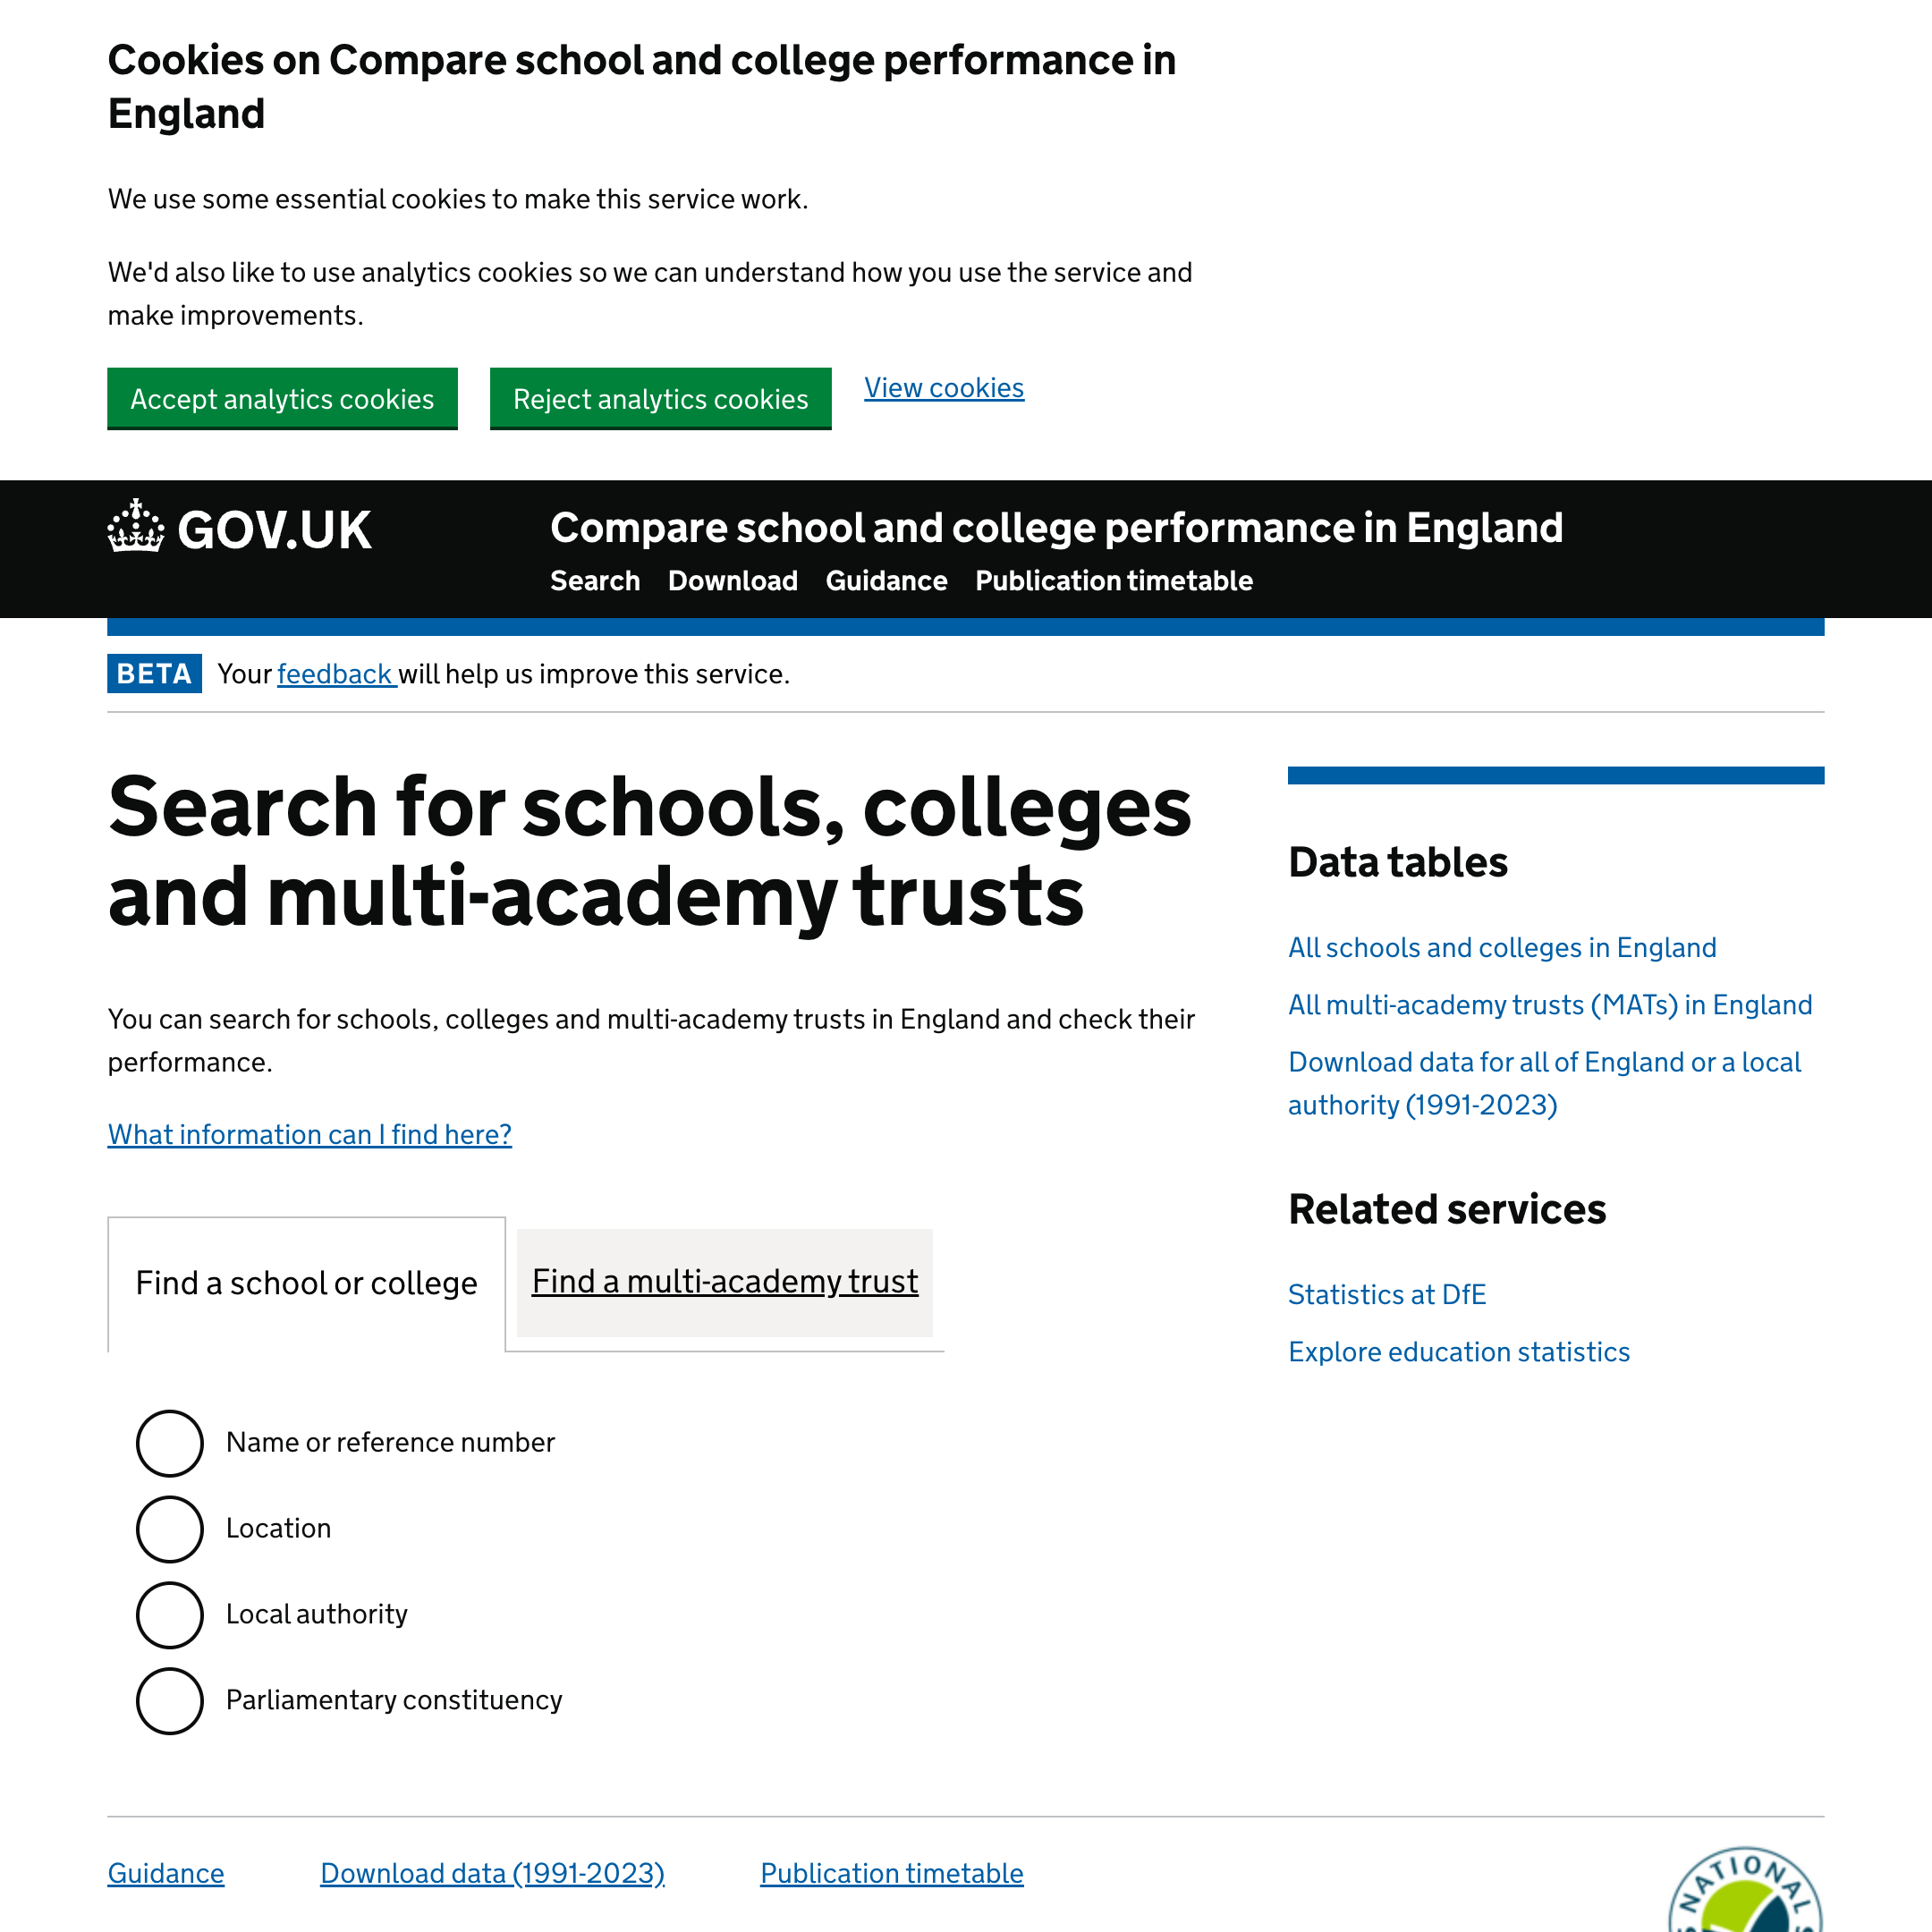 Cookies on Compare school and college performance in
England
We use some essential cookies to make this service work.
We'd also like to use analytics cookies so we can understand how you use the service and
make improvements.
Accept analytics cookies
Reject analytics cookies
View cookies
GOV.UK
Compare school and college performance in England
Search
Download
Guidance
Publication timetable
BETA
Your feedback will help us improve this service.
Search for schools, colleges
and multi-academy trusts
You can search for schools, colleges and multi-academy trusts in England and check their
performance.
What information can I find here?
Find a school or college
Find a multi-academy trust
Name or reference number
Location
Local authority
Parliamentary constituency
Data tables
All schools and colleges in England
All multi-academy trusts (MATs) in England
Download data for all of England or a local
authority (1991-2023)
Related services
Statistics at DfE
Explore education statistics
Guidance
Download data (1991-2023)
Publication timetable
NATIONAL